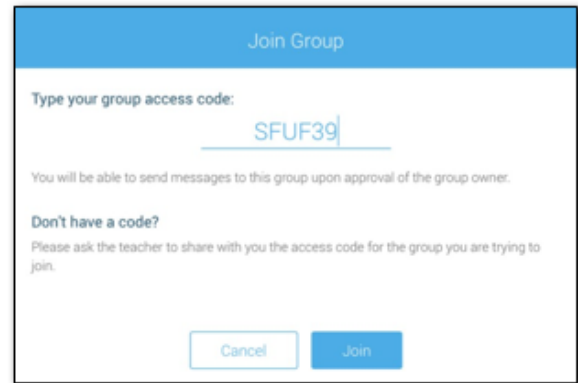 Join Group
Type your group access code:
SFUF39
You will be able to send messages to this group upon approval of the group owner.
Don't have a code?
Please ask the teacher to share with you the access code for the group you are trying to
join.
Cancel
Join